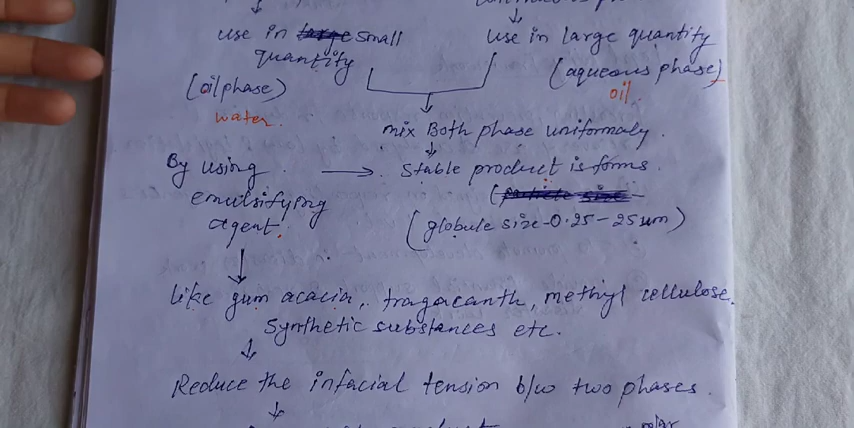 use in small
quantity
(oil phase)
water.
use in large quantity
(aqueous phase)
oil
mix Both phase uniformaly.
By using → Stable product is forms.
emulsifying
agent.
(globule size - 0.25 - 25 um)
Like gum acacia, tragacanth, methyl cellulose.
Synthetic substances etc.
Reduce the infacial tension b/w two phases.